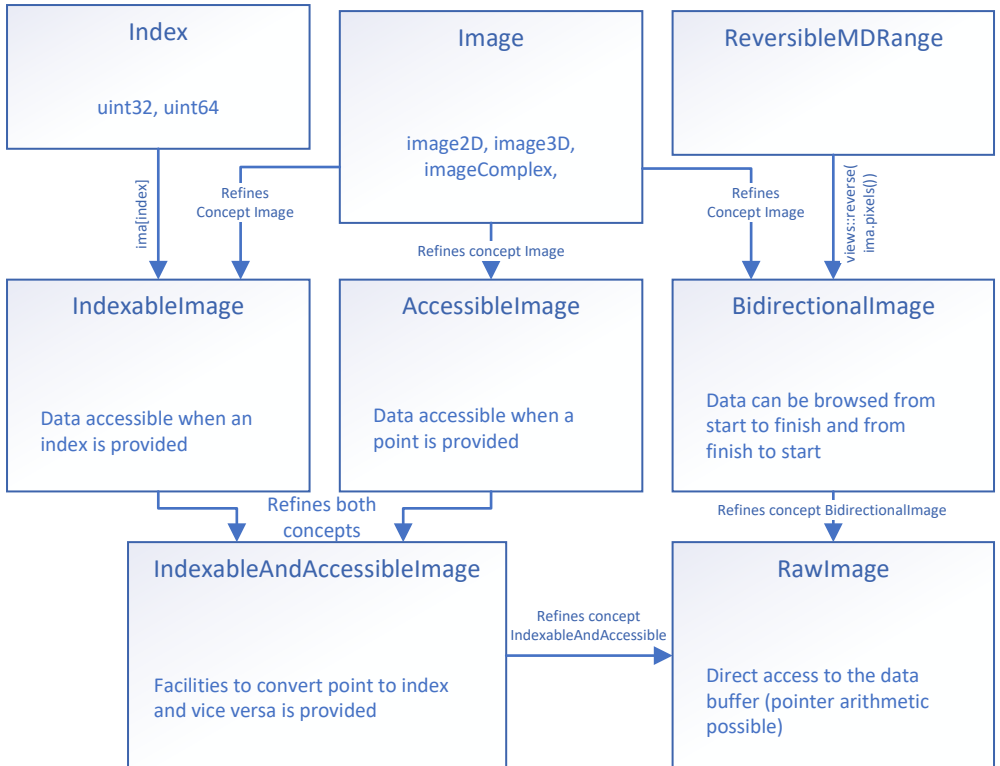 Index
uint32, uint64
Image
image2D, image3D,
imageComplex,
ReversibleMDRange
ima[index]
Refines
Concept Image
Refines concept Image
Refines
Concept Image
views::reverse(
ima.pixels())
IndexableImage
Data accessible when an
index is provided
AccessibleImage
Data accessible when a
point is provided
BidirectionalImage
Data can be browsed from
start to finish and from
finish to start
Refines both
concepts
Refines concept BidirectionalImage
IndexableAndAccessibleImage
Facilities to convert point to index
and vice versa is provided
Refines concept
IndexableAndAccessible
RawImage
Direct access to the data
buffer (pointer arithmetic
possible)